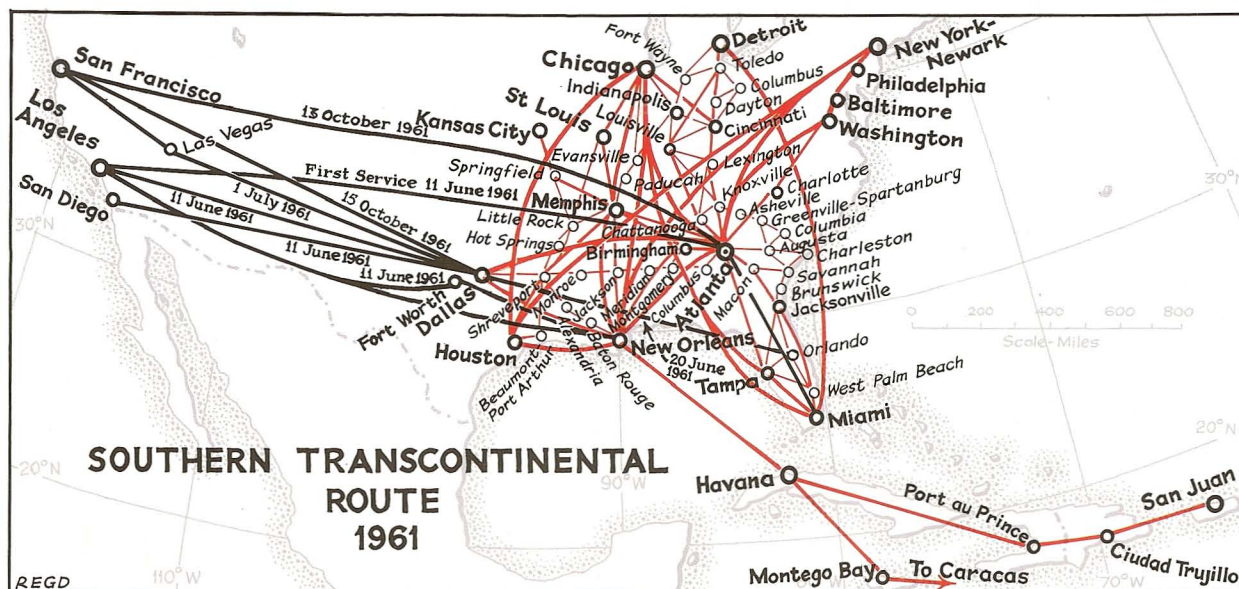 San Francisco
Los
Angeles
San Diego
Las Vegas
13 October 1961
First Service 11 June 1961
11 June 1961
1 July 1961
15 October 1961
11 June 1961
11 June 1961
Kansas City
St Louis
Chicago
Fort Wayne
Detroit
Toledo
Columbus
Indianapolis
Dayton
Cincinnati
Louisville
Evansville
Lexington
Springfield
Paducah
Knoxville
Memphis
Little Rock
Hot Springs
Chattanooga
Birmingham
Asheville
Charlotte
Greenville-Spartanburg
Columbia
Augusta
Charleston
Savannah
Brunswick
Jacksonville
New York-
Newark
Philadelphia
Baltimore
Washington
Fort Worth
Dallas
Shreveport
Monroe
Jackson
Meridian
Montgomery
Columbus
Atlanta
Macon
Houston
Beaumont
Port Arthur
Alexandria
Baton Rouge
New Orleans
20 June
1961
Orlando
Tampa
West Palm Beach
Miami
Havana
Port au Prince
San Juan
Ciudad Trujillo
Montego Bay
To Caracas
30°N
30°N
20°N
20°N
110°W
90°W
70°W
0 200 400 600 800
Scale-Miles
SOUTHERN TRANSCONTINENTAL
ROUTE
1961
REGD